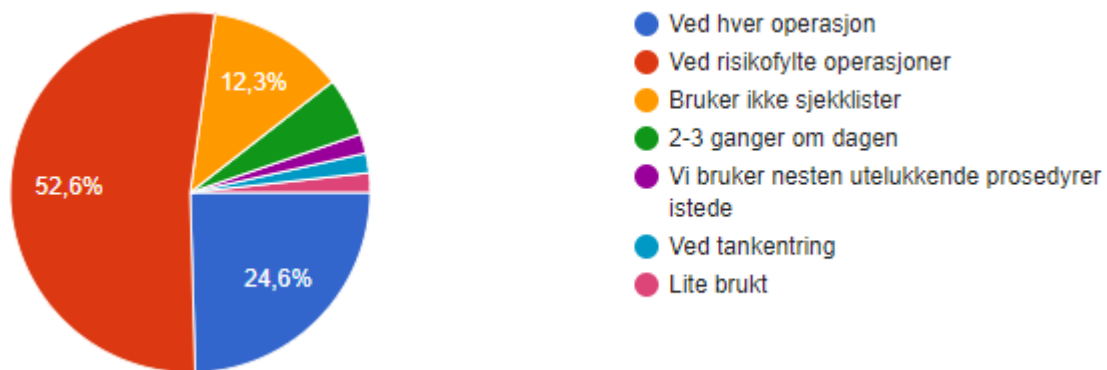 12,3%
52,6%
24,6%
Ved hver operasjon
Ved risikofylte operasjoner
Bruker ikke sjekklister
2-3 ganger om dagen
Vi bruker nesten utelukkende prosedyrer
istede
Ved tankentring
Lite brukt